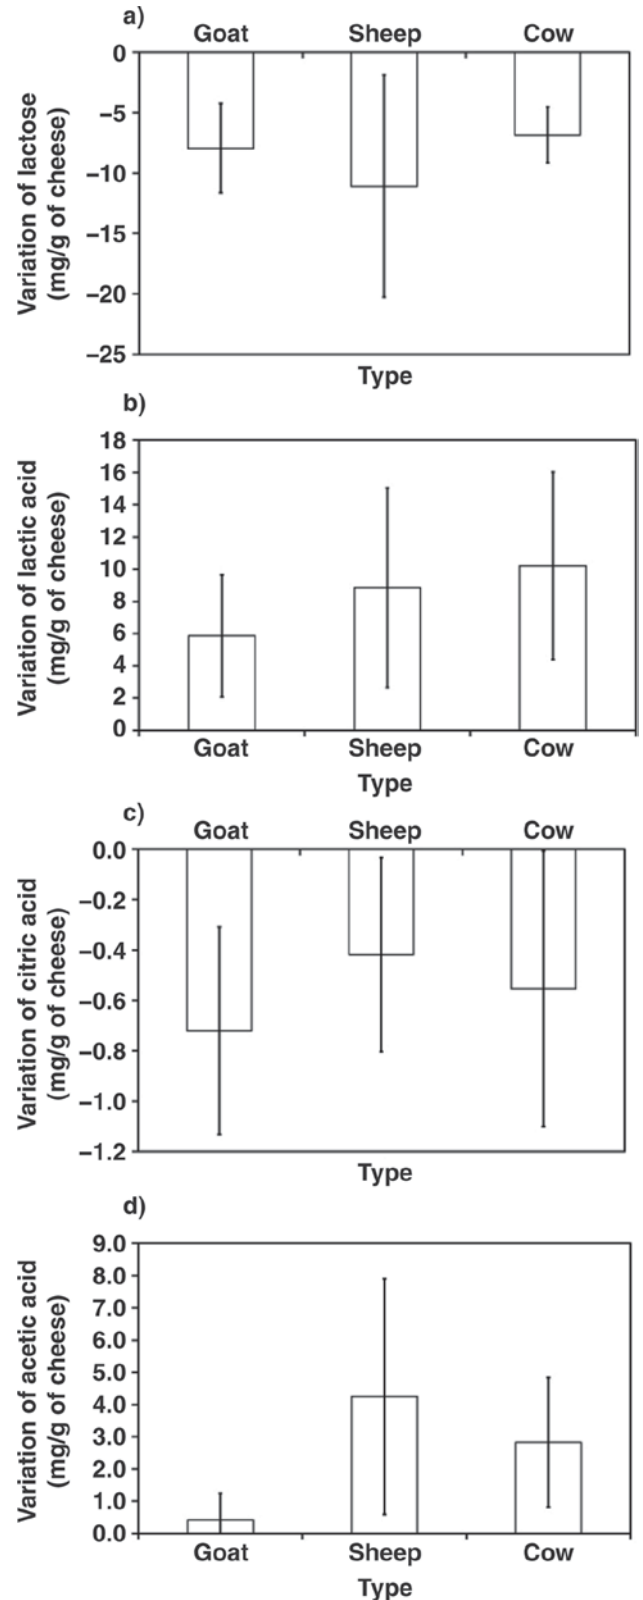 a)
Goat Sheep Cow
0
−5
−10
−15
−20
−25
Variation of lactose
(mg/g of cheese)
Type
b)
18
16
14
12
10
8
6
4
2
0
Variation of lactic acid
(mg/g of cheese)
Goat Sheep Cow
Type
c)
Goat Sheep Cow
0.0
−0.2
−0.4
−0.6
−0.8
−1.0
−1.2
Variation of citric acid
(mg/g of cheese)
Type
d)
9.0
8.0
7.0
6.0
5.0
4.0
3.0
2.0
1.0
0.0
Variation of acetic acid
(mg/g of cheese)
Goat Sheep Cow
Type